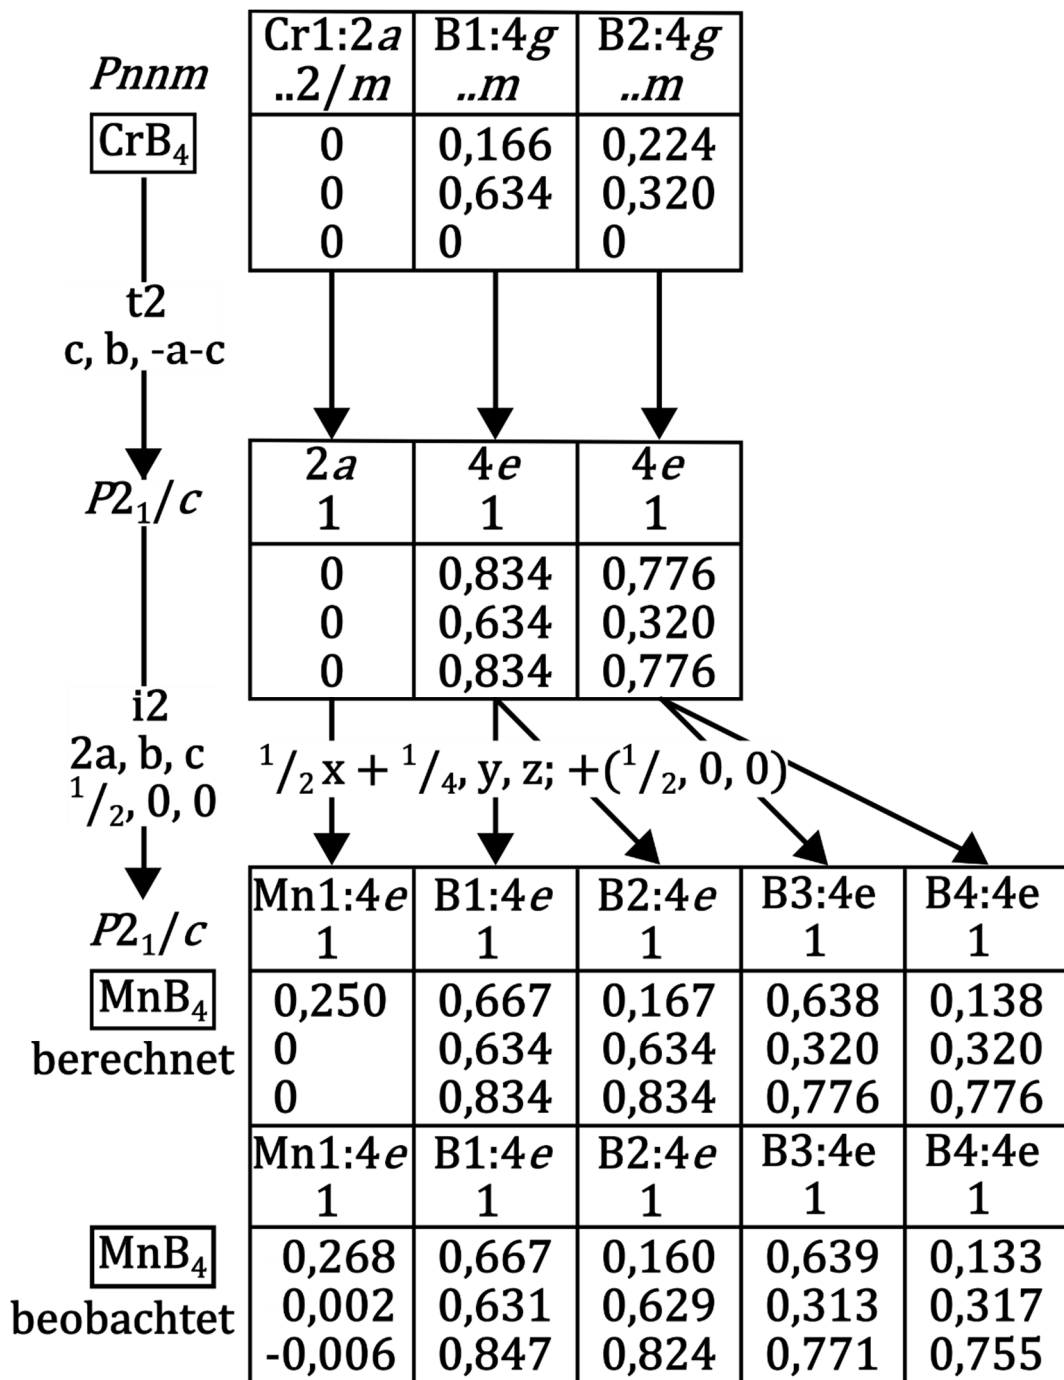 Pnnm
CrB₄
Cr1:2a B1:4g B2:4g
..2/m ..m ..m
0 0,166 0,224
0 0,634 0,320
0 0 0
t2
c, b, -a-c
P2₁/c
2a 4e 4e
1 1 1
0 0,834 0,776
0 0,634 0,320
0 0,834 0,776
i2
2a, b, c
¹/₂, 0, 0
¹/₂ x + ¹/₄, y, z; +(¹/₂, 0, 0)
P2₁/c
MnB₄
berechnet
Mn1:4e B1:4e B2:4e B3:4e B4:4e
1 1 1 1 1
0,250 0,667 0,167 0,638 0,138
0 0,634 0,634 0,320 0,320
0 0,834 0,834 0,776 0,776
Mn1:4e B1:4e B2:4e B3:4e B4:4e
1 1 1 1 1
MnB₄
beobachtet
0,268 0,667 0,160 0,639 0,133
0,002 0,631 0,629 0,313 0,317
-0,006 0,847 0,824 0,771 0,755